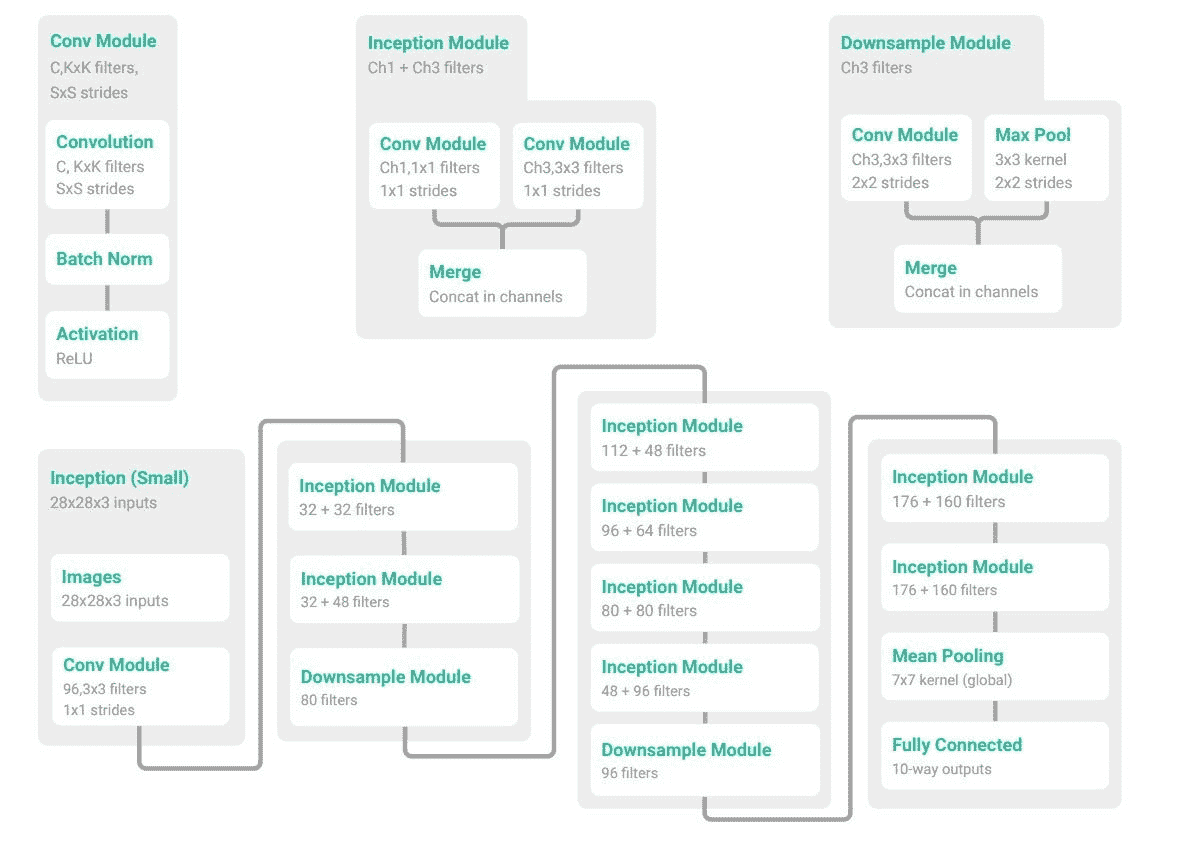 Conv Module
C,KxK filters,
SxS strides
Convolution
C, KxK filters
SxS strides
Batch Norm
Activation
ReLU
Inception Module
Ch1 + Ch3 filters
Conv Module
Ch1,1x1 filters
1x1 strides
Conv Module
Ch3,3x3 filters
1x1 strides
Merge
Concat in channels
Downsample Module
Ch3 filters
Conv Module
Ch3,3x3 filters
2x2 strides
Max Pool
3x3 kernel
2x2 strides
Merge
Concat in channels
Inception (Small)
28x28x3 inputs
Images
28x28x3 inputs
Conv Module
96,3x3 filters
1x1 strides
Inception Module
32 + 32 filters
Inception Module
32 + 48 filters
Downsample Module
80 filters
Inception Module
112 + 48 filters
Inception Module
96 + 64 filters
Inception Module
80 + 80 filters
Inception Module
48 + 96 filters
Downsample Module
96 filters
Inception Module
176 + 160 filters
Inception Module
176 + 160 filters
Mean Pooling
7x7 kernel (global)
Fully Connected
10-way outputs